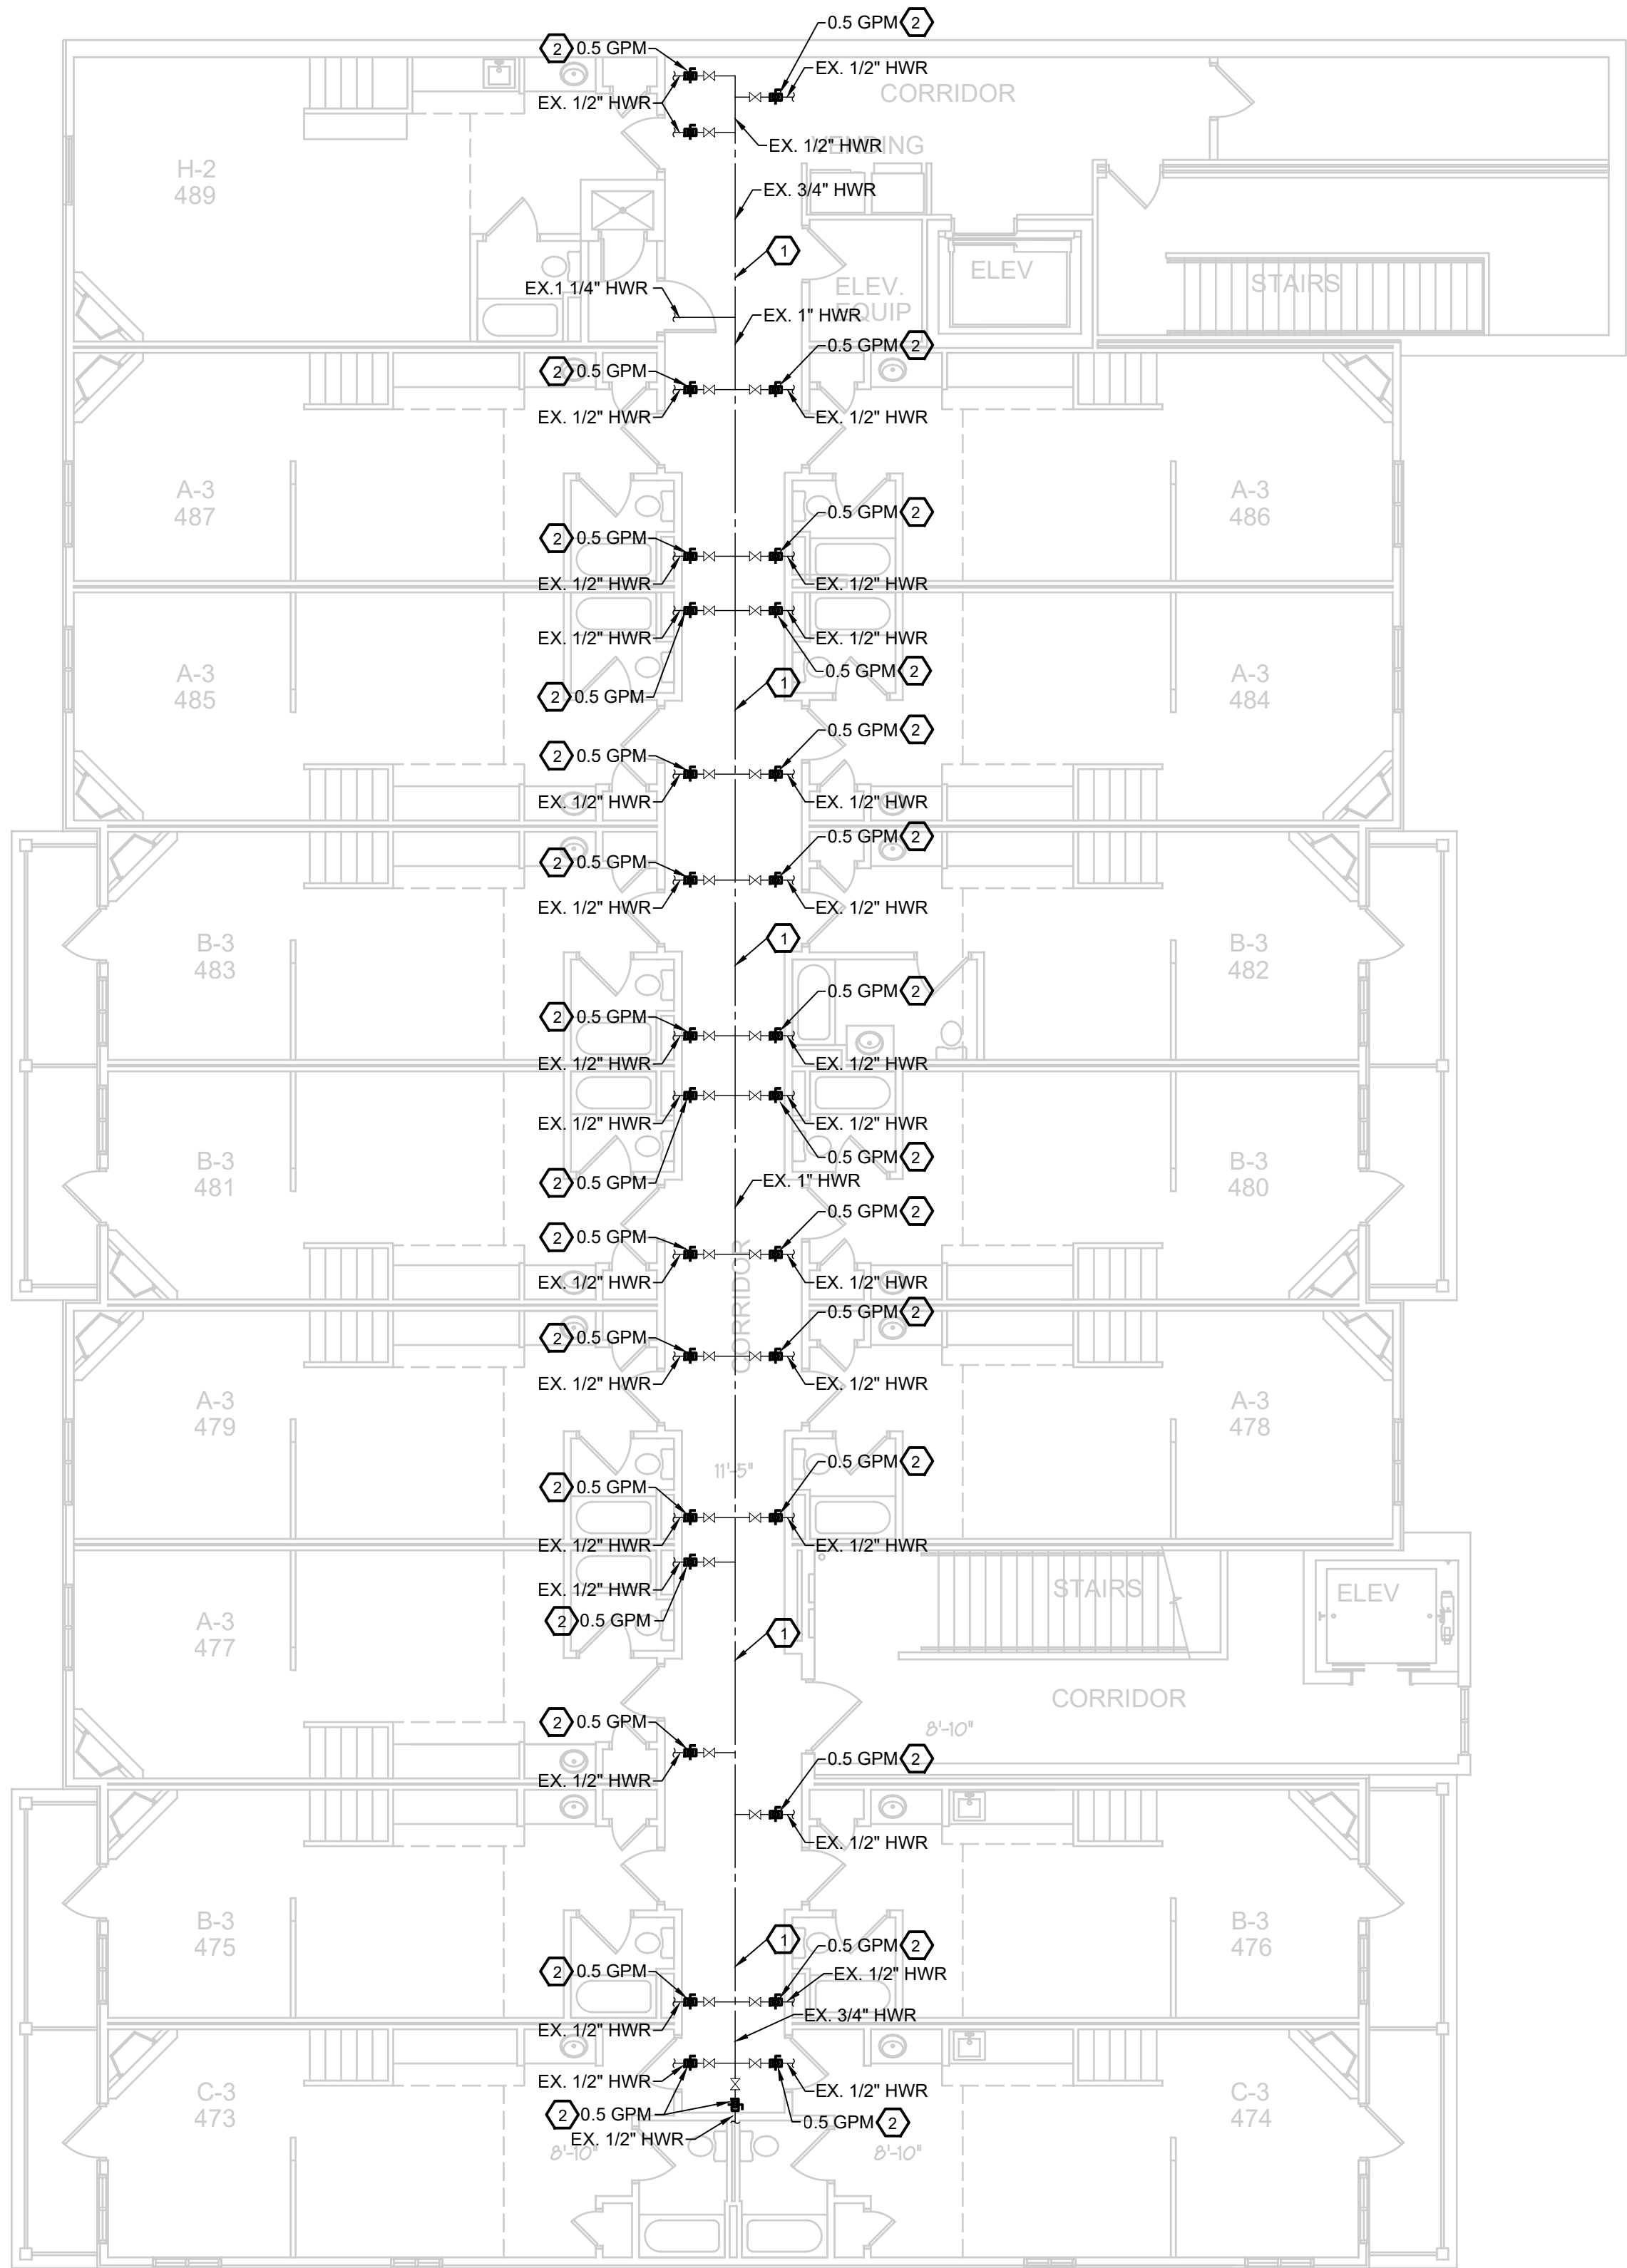 0.5 GPM 2
2 0.5 GPM
EX. 1/2" HWR
EX. 1/2" HWR
CORRIDOR
VENDING
EX. 1/2" HWR
H-2
489
EX. 3/4" HWR
1
ELEV
STAIRS
ELEV.
EQUIP
EX.1 1/4" HWR
EX. 1" HWR
2 0.5 GPM
0.5 GPM 2
EX. 1/2" HWR
EX. 1/2" HWR
A-3
487
A-3
486
2 0.5 GPM
0.5 GPM 2
EX. 1/2" HWR
EX. 1/2" HWR
EX. 1/2" HWR
EX. 1/2" HWR
A-3
485
A-3
484
0.5 GPM 2
2 0.5 GPM
1
2 0.5 GPM
0.5 GPM 2
EX. 1/2" HWR
EX. 1/2" HWR
2 0.5 GPM
0.5 GPM 2
EX. 1/2" HWR
EX. 1/2" HWR
B-3
483
1
B-3
482
2 0.5 GPM
0.5 GPM 2
EX. 1/2" HWR
EX. 1/2" HWR
EX. 1/2" HWR
EX. 1/2" HWR
B-3
481
0.5 GPM 2
B-3
480
2 0.5 GPM
EX. 1" HWR
2 0.5 GPM
0.5 GPM 2
EX. 1/2" HWR
EX. 1/2" HWR
CORRIDOR
2 0.5 GPM
0.5 GPM 2
EX. 1/2" HWR
EX. 1/2" HWR
A-3
479
A-3
478
11'-5"
2 0.5 GPM
0.5 GPM 2
EX. 1/2" HWR
EX. 1/2" HWR
EX. 1/2" HWR
STAIRS
ELEV
2 0.5 GPM
A-3
477
1
CORRIDOR
8'-10"
2 0.5 GPM
EX. 1/2" HWR
0.5 GPM 2
EX. 1/2" HWR
B-3
475
B-3
476
1
0.5 GPM 2
2 0.5 GPM
EX. 1/2" HWR
EX. 1/2" HWR
EX. 3/4" HWR
EX. 1/2" HWR
EX. 1/2" HWR
C-3
473
C-3
474
2 0.5 GPM
0.5 GPM 2
EX. 1/2" HWR
8'-10"
8'-10"